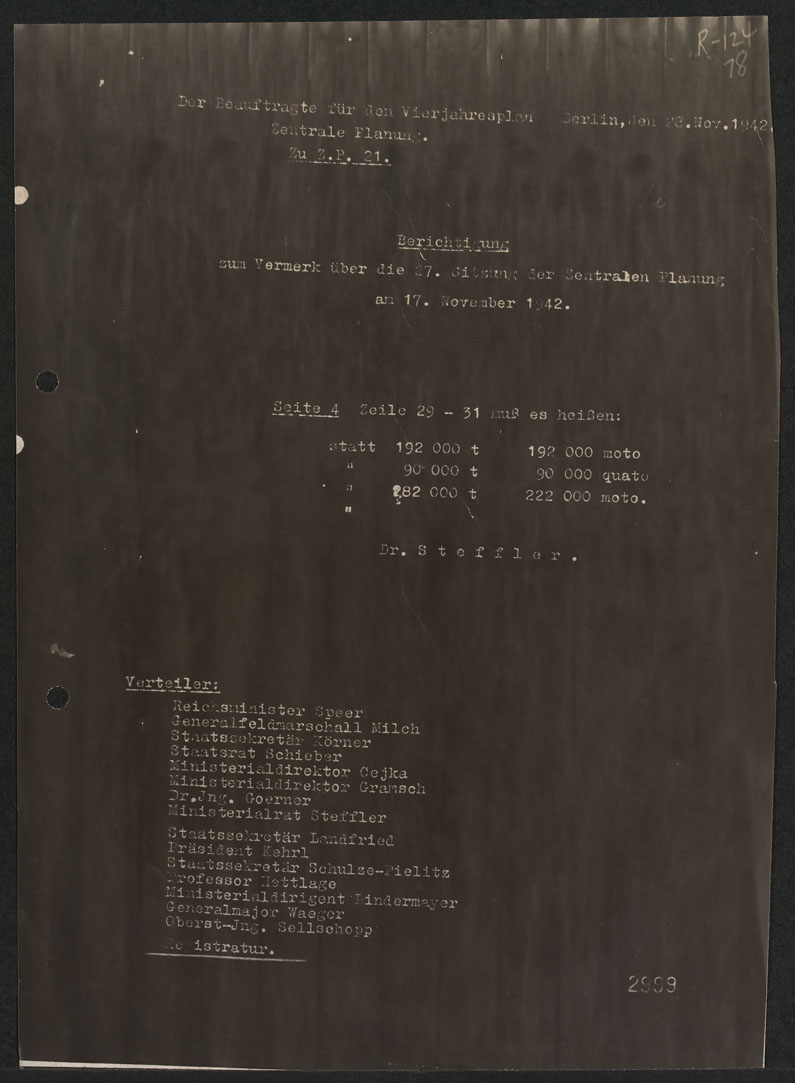 R-124
78
Der Beauftragte für den Vierjahresplan Berlin, den 28. Nov. 1942.
Zentrale Planung.
Zu Z.P. 21.
Berichtigung
zum Vermerk über die 27. Sitzung der Zentralen Planung
am 17. November 1942.
Seite 4 Zeile 29 - 31 muß es heißen:
statt 192 000 t 192 000 moto
" 90 000 t 90 000 quato
" 282 000 t 222 000 moto.
"
Dr. S t e f f l e r .
Verteiler:
Reichsminister Speer
Generalfeldmarschall Milch
Staatssekretär Körner
Staatsrat Schieber
Ministerialdirektor Cejka
Ministerialdirektor Gramsch
Dr.Jng. Goerner
Ministerialrat Steffler
Staatssekretär Landfried
Präsident Kehrl
Staatssekretär Schulze-Fielitz
Professor Hettlage
Ministerialdirigent Lindermayer
Generalmajor Waeger
Oberst-Jng. Sellschopp
Registratur.
2999